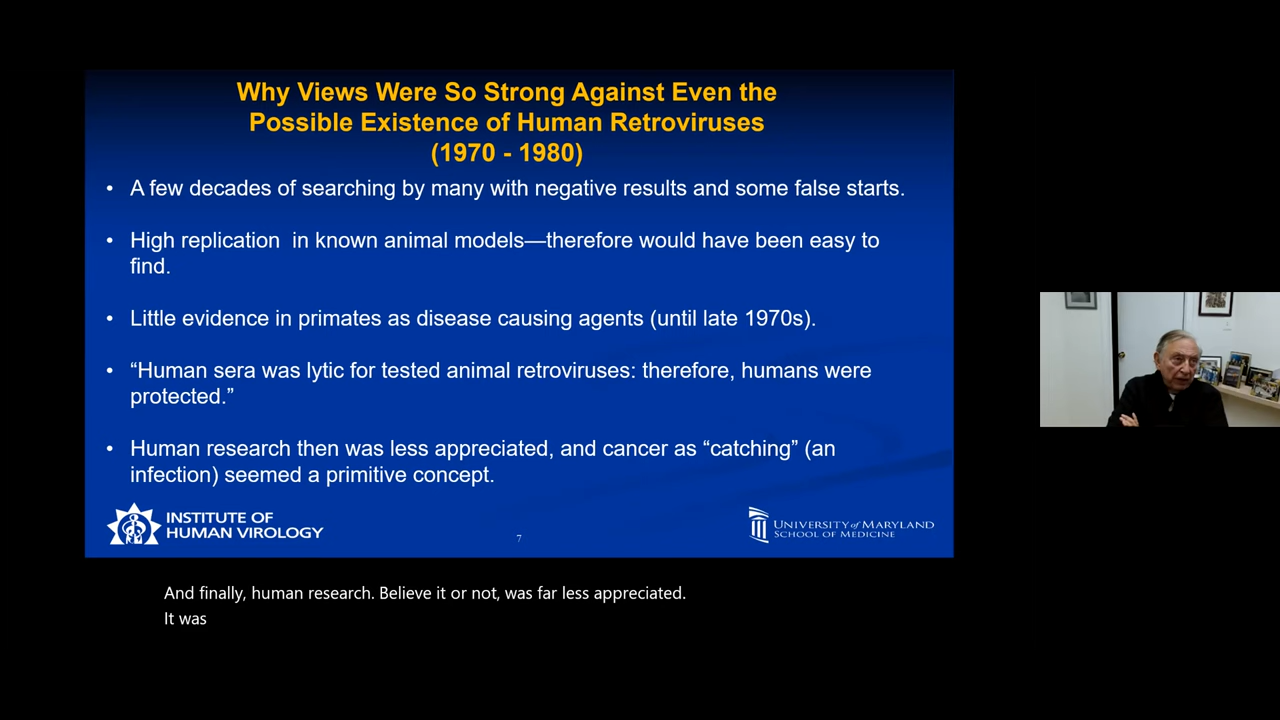 Why Views Were So Strong Against Even the
Possible Existence of Human Retroviruses
(1970 - 1980)
• A few decades of searching by many with negative results and some false starts.
• High replication in known animal models—therefore would have been easy to
find.
• Little evidence in primates as disease causing agents (until late 1970s).
• “Human sera was lytic for tested animal retroviruses: therefore, humans were
protected.”
• Human research then was less appreciated, and cancer as “catching” (an
infection) seemed a primitive concept.
INSTITUTE OF
HUMAN VIROLOGY
7
UNIVERSITY of MARYLAND
SCHOOL OF MEDICINE
And finally, human research. Believe it or not, was far less appreciated.
It was